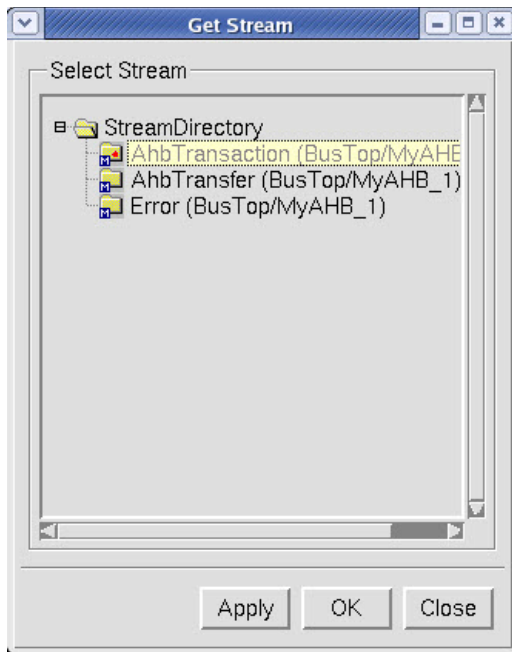 Get Stream
Select Stream
StreamDirectory
AhbTransaction (BusTop/MyAHB
M
AhbTransfer (BusTop/MyAHB_1)
M
Error (BusTop/MyAHB_1)
M
Apply OK Close